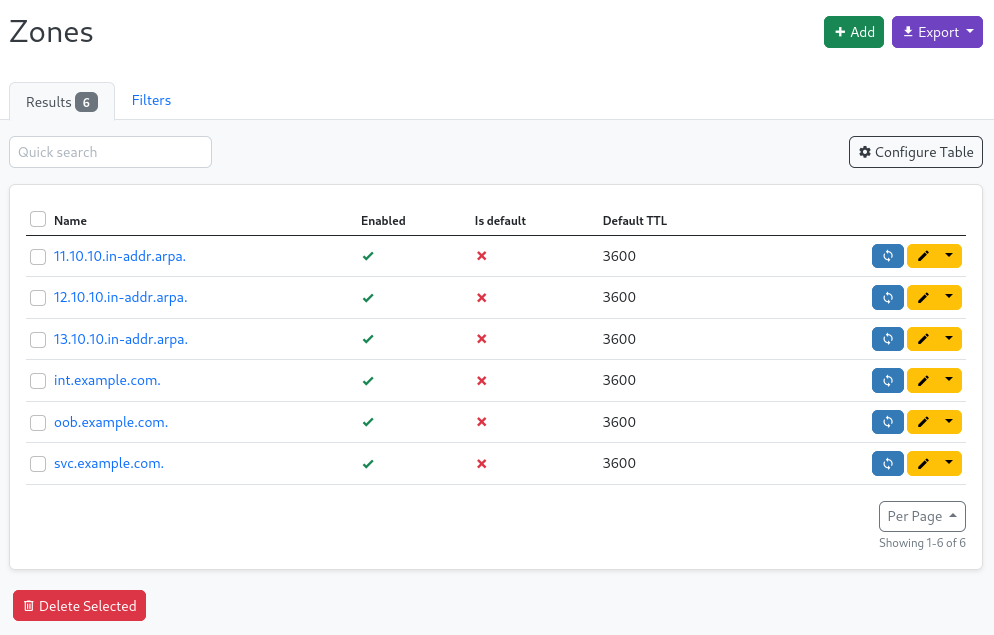 Zones
Add
Export
Results 6
Filters
Quick search
Configure Table
Name Enabled Is default Default TTL
11.10.10.in-addr.arpa. 3600
12.10.10.in-addr.arpa. 3600
13.10.10.in-addr.arpa. 3600
int.example.com. 3600
oob.example.com. 3600
svc.example.com. 3600
Per Page
Showing 1-6 of 6
Delete Selected